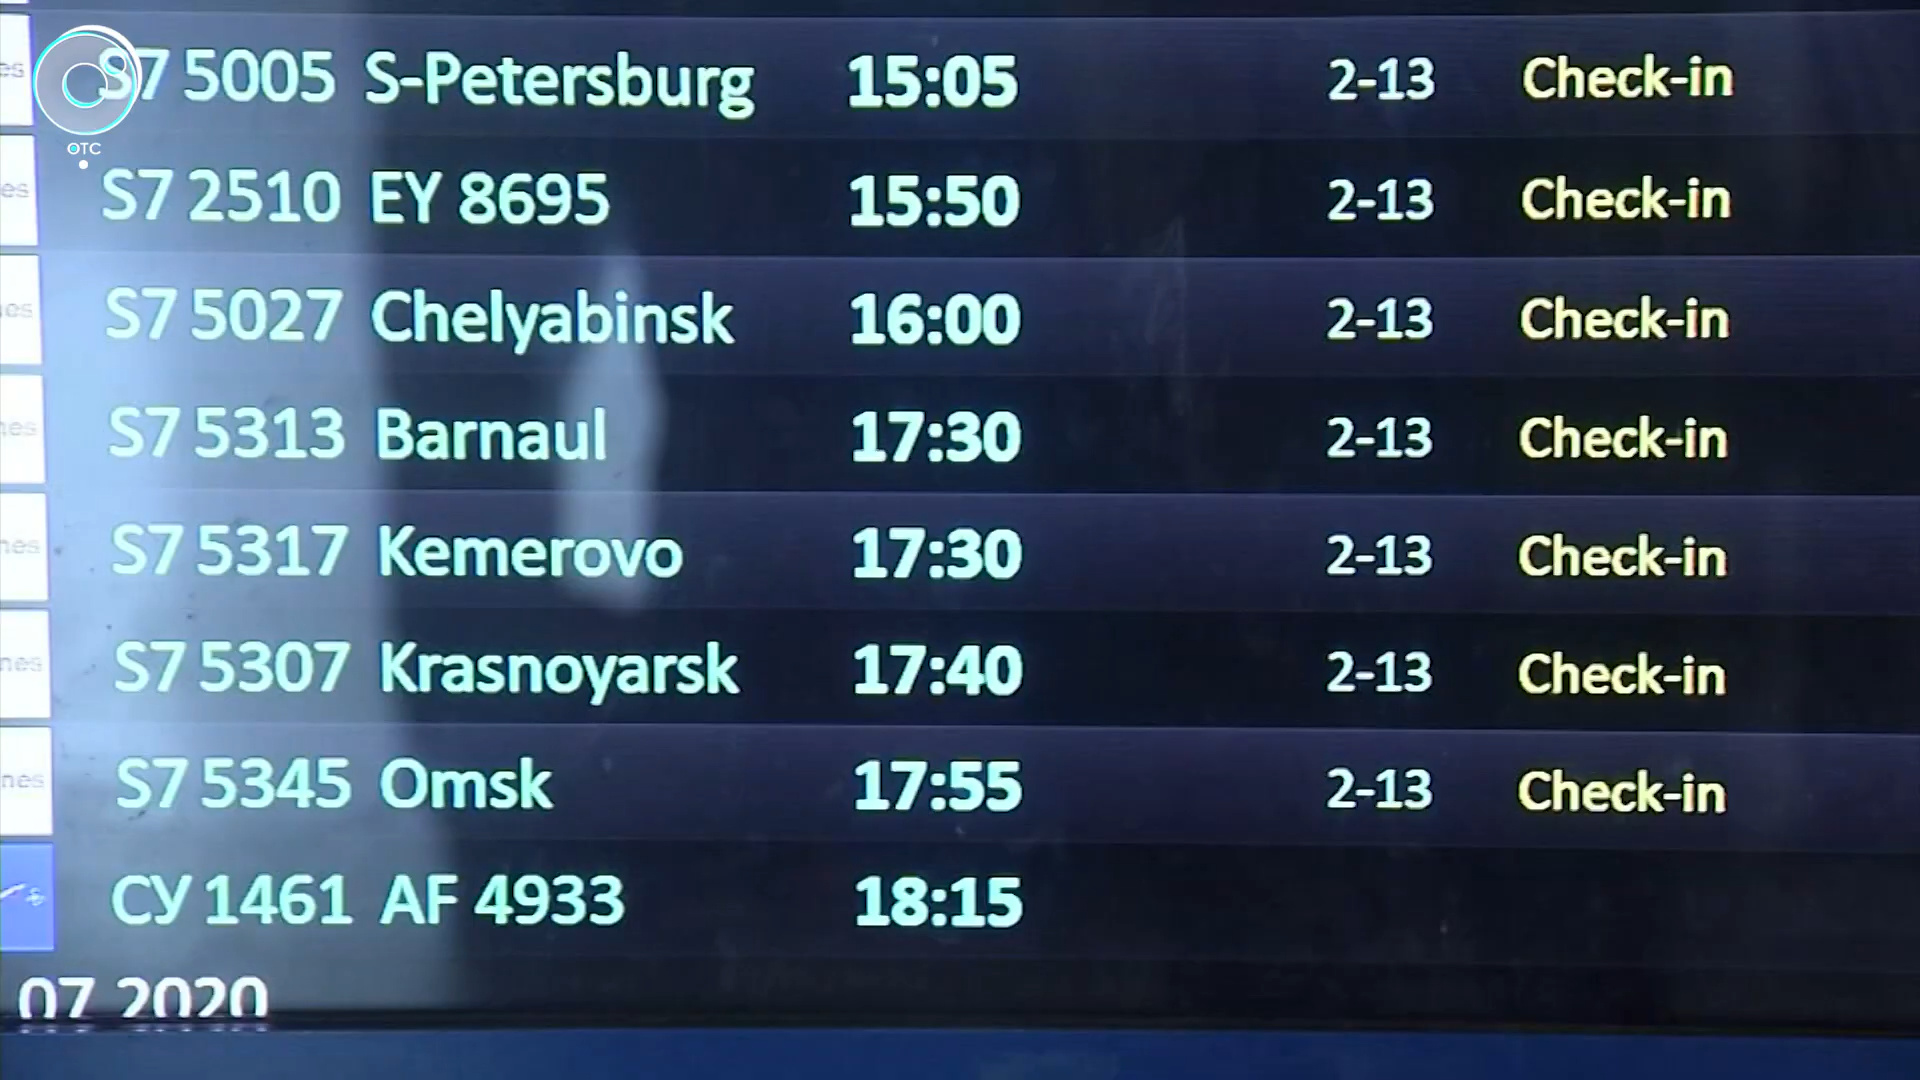 S7 5005 S-Petersburg 15:05 2-13 Check-in
OTC
S7 2510 EY 8695 15:50 2-13 Check-in
S7 5027 Chelyabinsk 16:00 2-13 Check-in
S7 5313 Barnaul 17:30 2-13 Check-in
S7 5317 Kemerovo 17:30 2-13 Check-in
S7 5307 Krasnoyarsk 17:40 2-13 Check-in
S7 5345 Omsk 17:55 2-13 Check-in
СУ 1461 AF 4933 18:15
07 2020